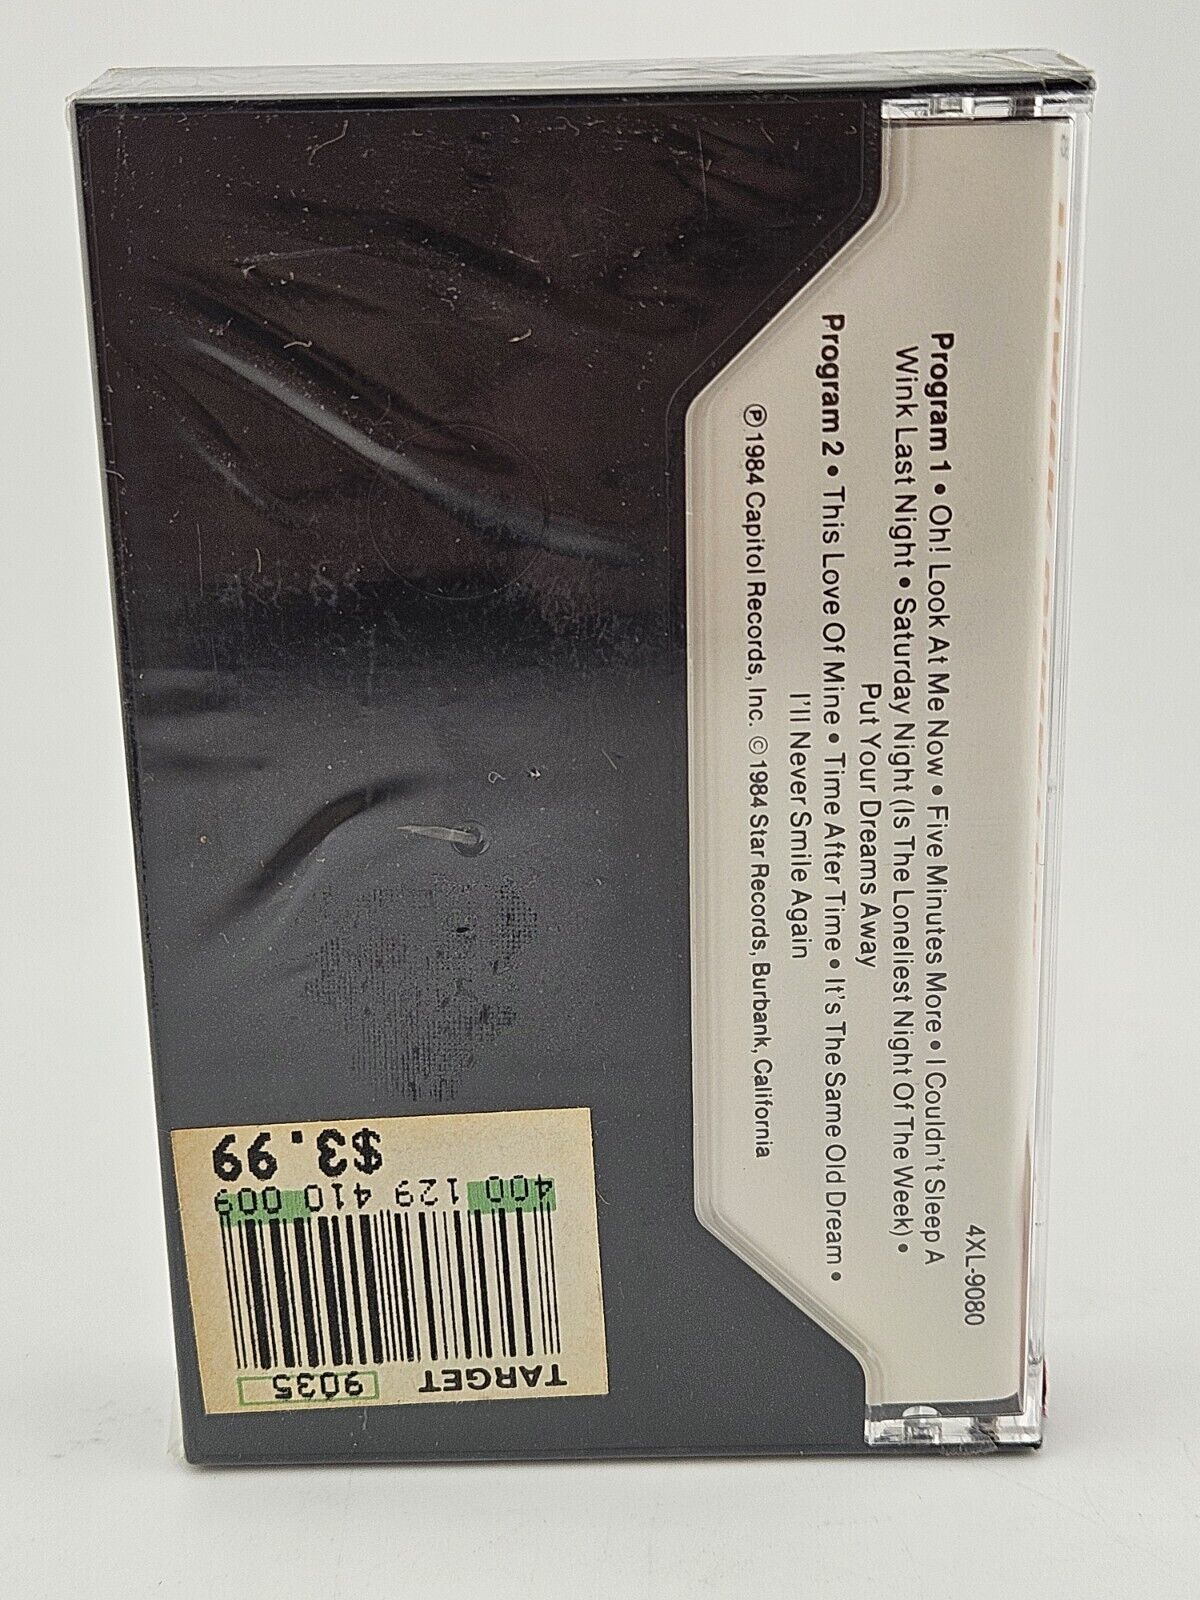 4XL-9080
Program 1 • Oh! Look At Me Now • Five Minutes More • I Couldn't Sleep A
Wink Last Night • Saturday Night (Is The Loneliest Night Of The Week) •
Put Your Dreams Away
Program 2 • This Love Of Mine • Time After Time • It's The Same Old Dream •
I'll Never Smile Again
℗ 1984 Capitol Records, Inc. © 1984 Star Records, Burbank, California
TARGET 9035
400 129 410 009
$3.99